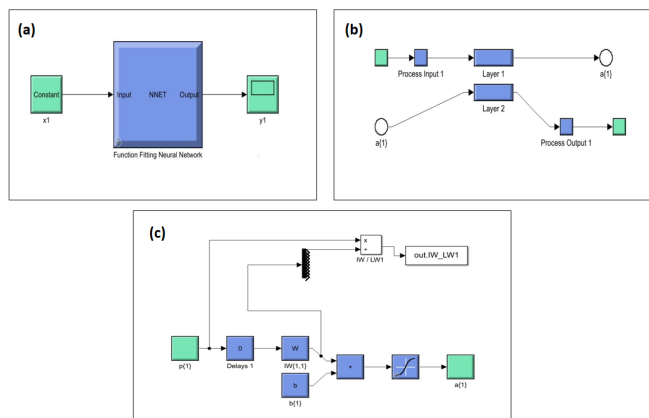 (a)
Constant
x1
Input NNET Output
Function Fitting Neural Network
y1
(b)
Process Input 1
Layer 1
a{1}
a{1}
Layer 2
Process Output 1
(c)
x
÷
IW / LW1
out.IW_LW1
p{1}
0
Delays 1
W
IW{1,1}
b
b{1}
+
a{1}